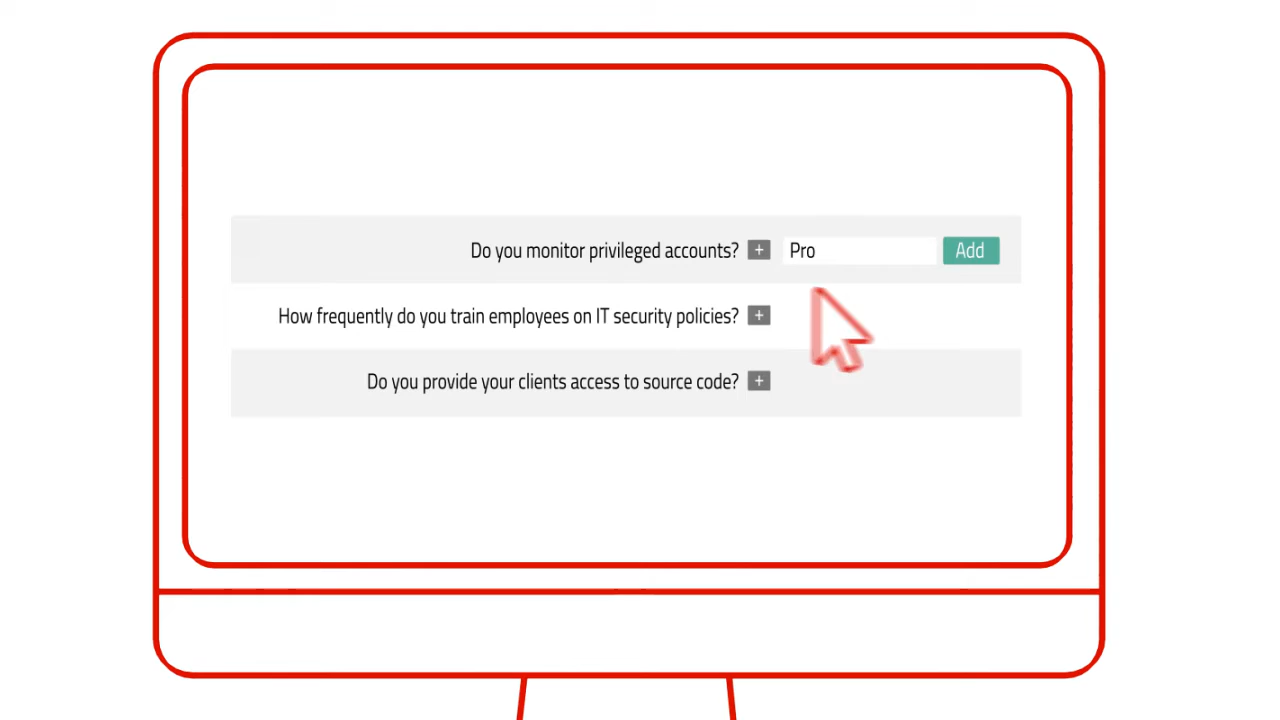 Do you monitor privileged accounts? + Pro Add
How frequently do you train employees on IT security policies? +
Do you provide your clients access to source code? +